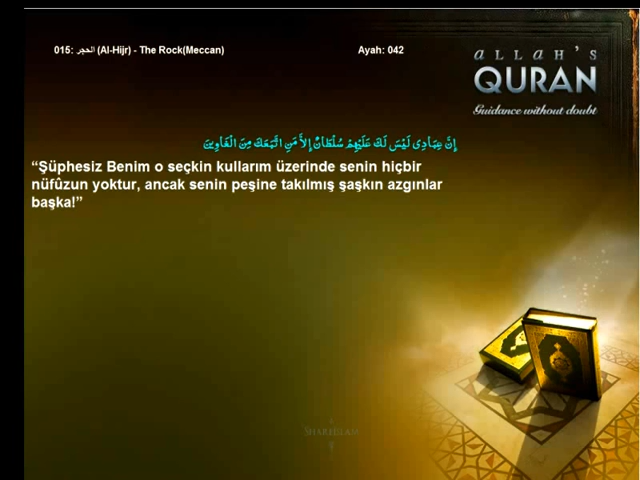 015: الحجر (Al-Hijr) - The Rock(Meccan) Ayah: 042
ALLAH'S
QURAN
Guidance without doubt
إِنَّ عِبَادِى لَيْسَ لَكَ عَلَيْهِمْ سُلْطَانٌ إِلاَّ مَنِ اتَّبَعَكَ مِنَ الْغَاوِينَ
“Şüphesiz Benim o seçkin kullarım üzerinde senin hiçbir
nüfûzun yoktur, ancak senin peşine takılmış şaşkın azgınlar
başka!”